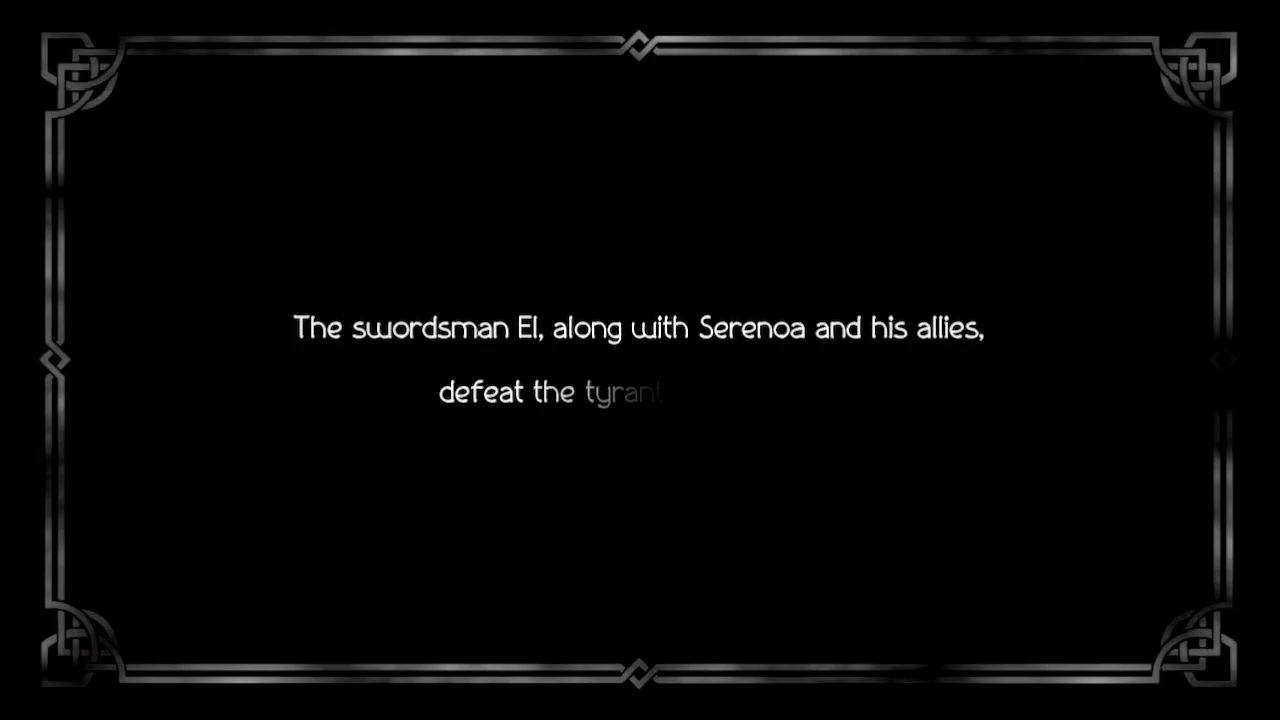 The swordsman El, along with Serenoa and his allies,
defeat the tyrant